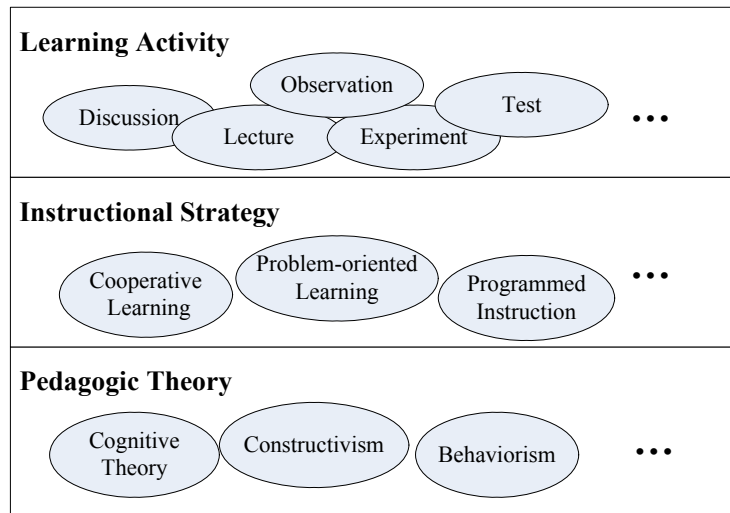 Learning Activity
Observation
Discussion
Test
Lecture
Experiment
...
Instructional Strategy
Cooperative
Learning
Problem-oriented
Learning
Programmed
Instruction
...
Pedagogic Theory
Cognitive
Theory
Constructivism
Behaviorism
...